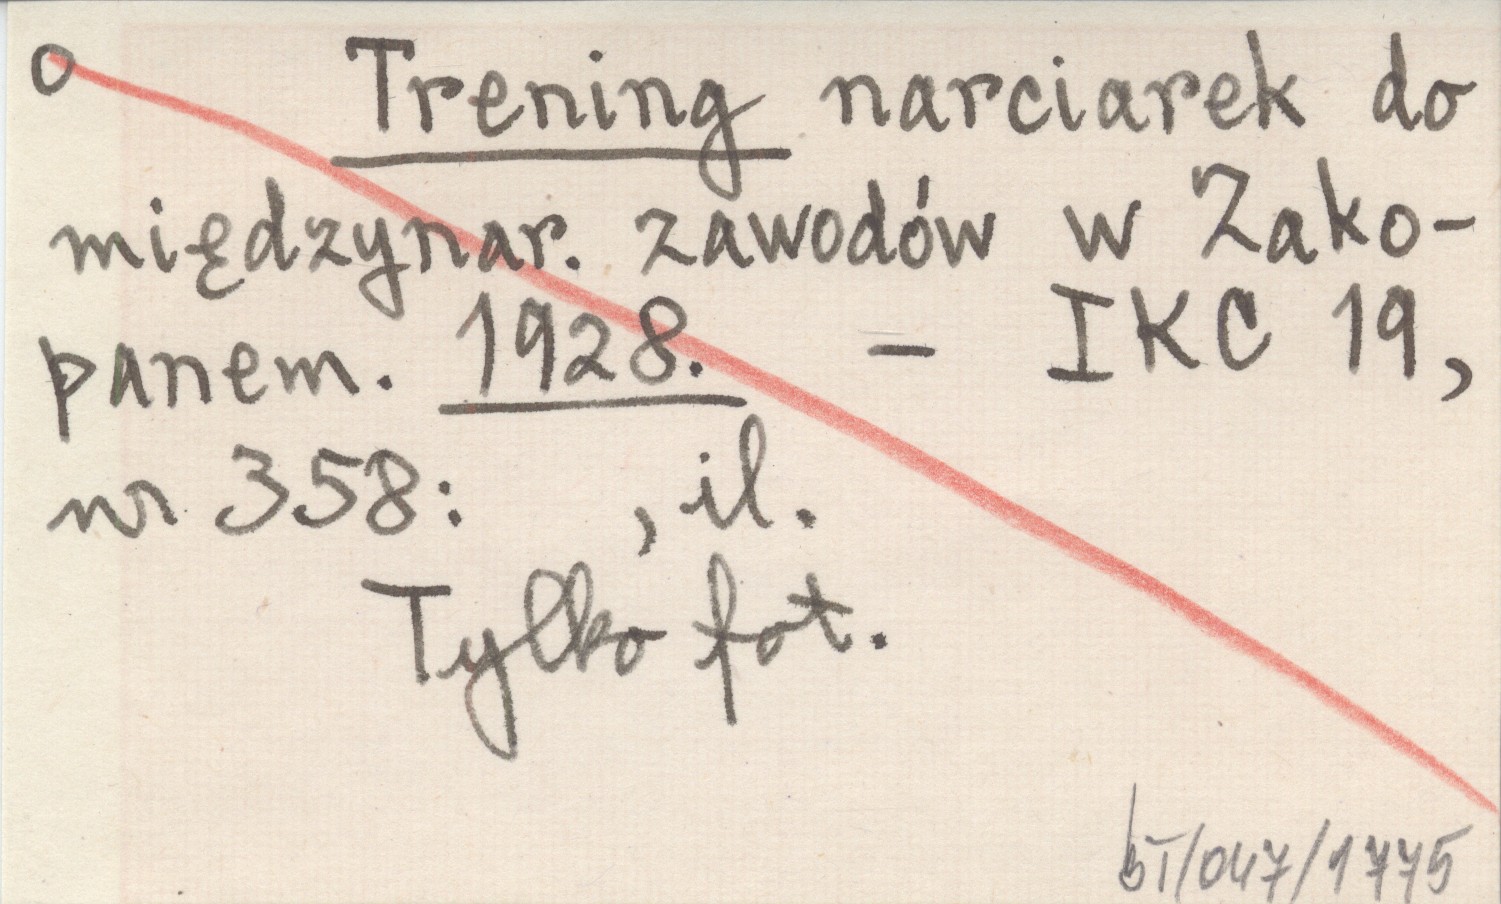 o Trening narciarek do
międzynar. zawodów w Zako-
panem. 1928. - IKC 19,
nr 358: , il.
Tylko fot.
bT/047/1775